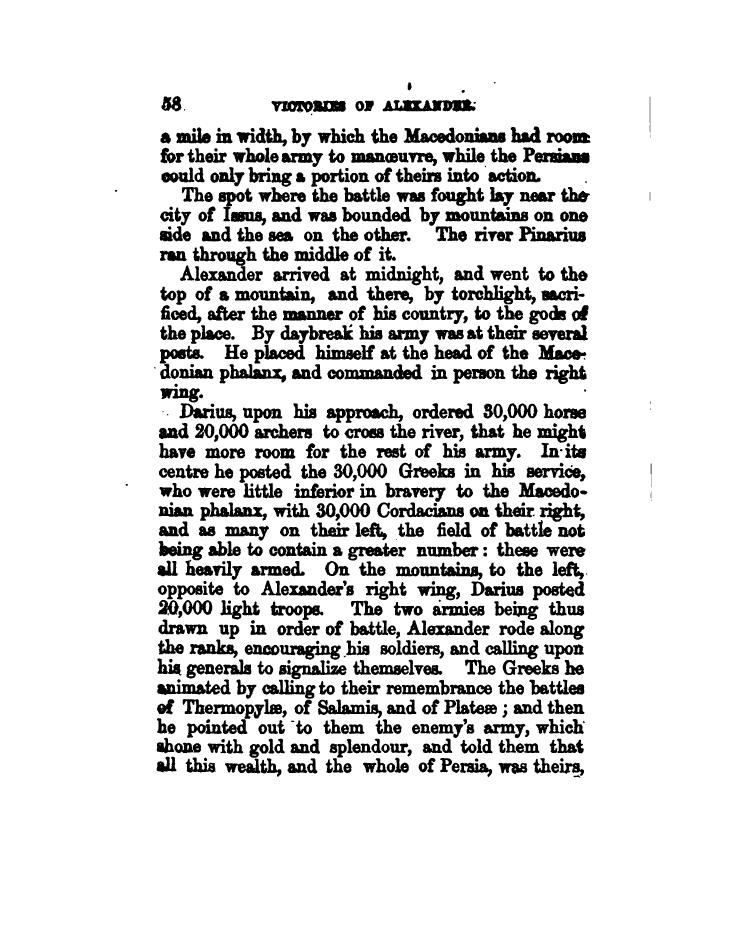 58 VICTORIES OF ALEXANDER.
a mile in width, by which the Macedonians had room
for their whole army to manœuvre, while the Persians
could only bring a portion of theirs into action.
The spot where the battle was fought lay near the
city of Issus, and was bounded by mountains on one
side and the sea on the other. The river Pinarius
ran through the middle of it.
Alexander arrived at midnight, and went to the
top of a mountain, and there, by torchlight, sacri-
ficed, after the manner of his country, to the gods of
the place. By daybreak his army was at their several
posts. He placed himself at the head of the Mace-
donian phalanx, and commanded in person the right
wing.
Darius, upon his approach, ordered 30,000 horse
and 20,000 archers to cross the river, that he might
have more room for the rest of his army. In its
centre he posted the 30,000 Greeks in his service,
who were little inferior in bravery to the Macedo-
nian phalanx, with 30,000 Cordacians on their right,
and as many on their left, the field of battle not
being able to contain a greater number: these were
all heavily armed. On the mountains, to the left,
opposite to Alexander's right wing, Darius posted
20,000 light troops. The two armies being thus
drawn up in order of battle, Alexander rode along
the ranks, encouraging his soldiers, and calling upon
his generals to signalize themselves. The Greeks he
animated by calling to their remembrance the battles
of Thermopylæ, of Salamis, and of Plateæ; and then
he pointed out to them the enemy's army, which
shone with gold and splendour, and told them that
all this wealth, and the whole of Persia, was theirs,